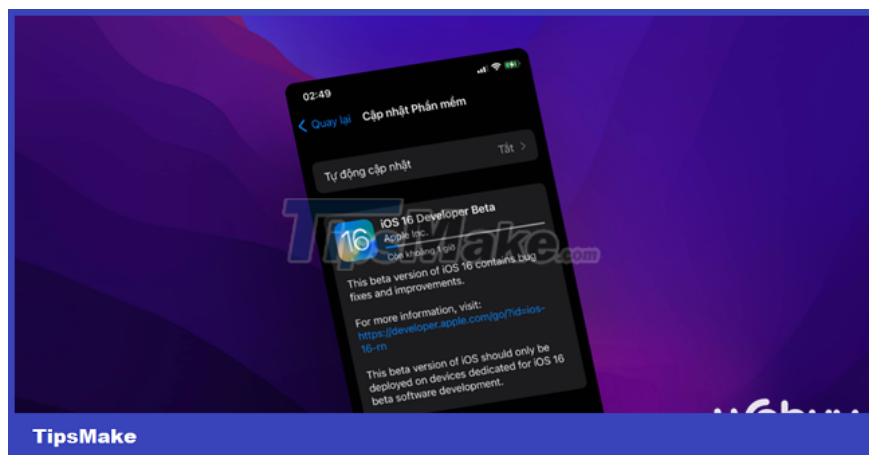 02:49
Quay lại Cập nhật Phần mềm
Tự động cập nhật Tắt
16 iOS 16 Developer Beta
Apple Inc.
Còn khoảng 1 giờ
TipsMake.com
This beta version of iOS 16 contains bug
fixes and improvements.
For more information, visit:
https://developer.apple.com/go/?id=ios-
16-rn
This beta version of iOS should only be
deployed on devices dedicated for iOS 16
beta software development.
TipsMake